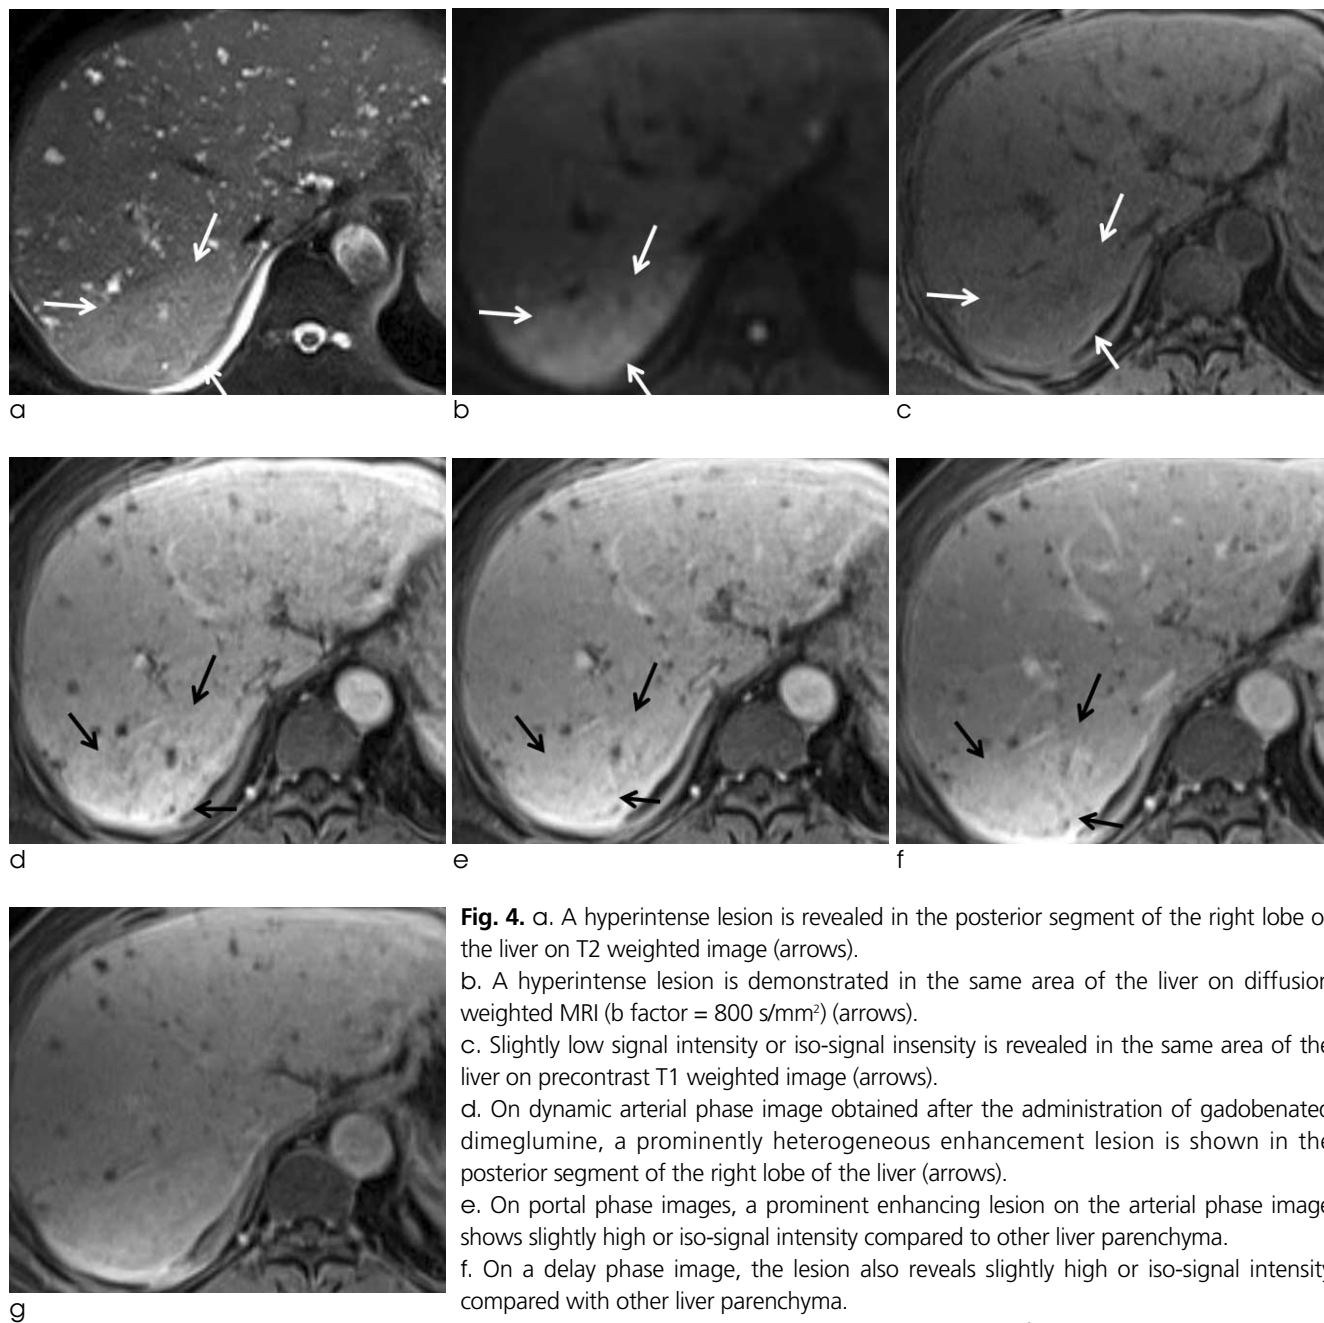 a
b
c
d
e
f
g
Fig. 4. a. A hyperintense lesion is revealed in the posterior segment of the right lobe o
the liver on T2 weighted image (arrows).
b. A hyperintense lesion is demonstrated in the same area of the liver on diffusion
weighted MRI (b factor = 800 s/mm²) (arrows).
c. Slightly low signal intensity or iso-signal insensity is revealed in the same area of the
liver on precontrast T1 weighted image (arrows).
d. On dynamic arterial phase image obtained after the administration of gadobenated
dimeglumine, a prominently heterogeneous enhancement lesion is shown in the
posterior segment of the right lobe of the liver (arrows).
e. On portal phase images, a prominent enhancing lesion on the arterial phase image
shows slightly high or iso-signal intensity compared to other liver parenchyma.
f. On a delay phase image, the lesion also reveals slightly high or iso-signal intensity
compared with other liver parenchyma.